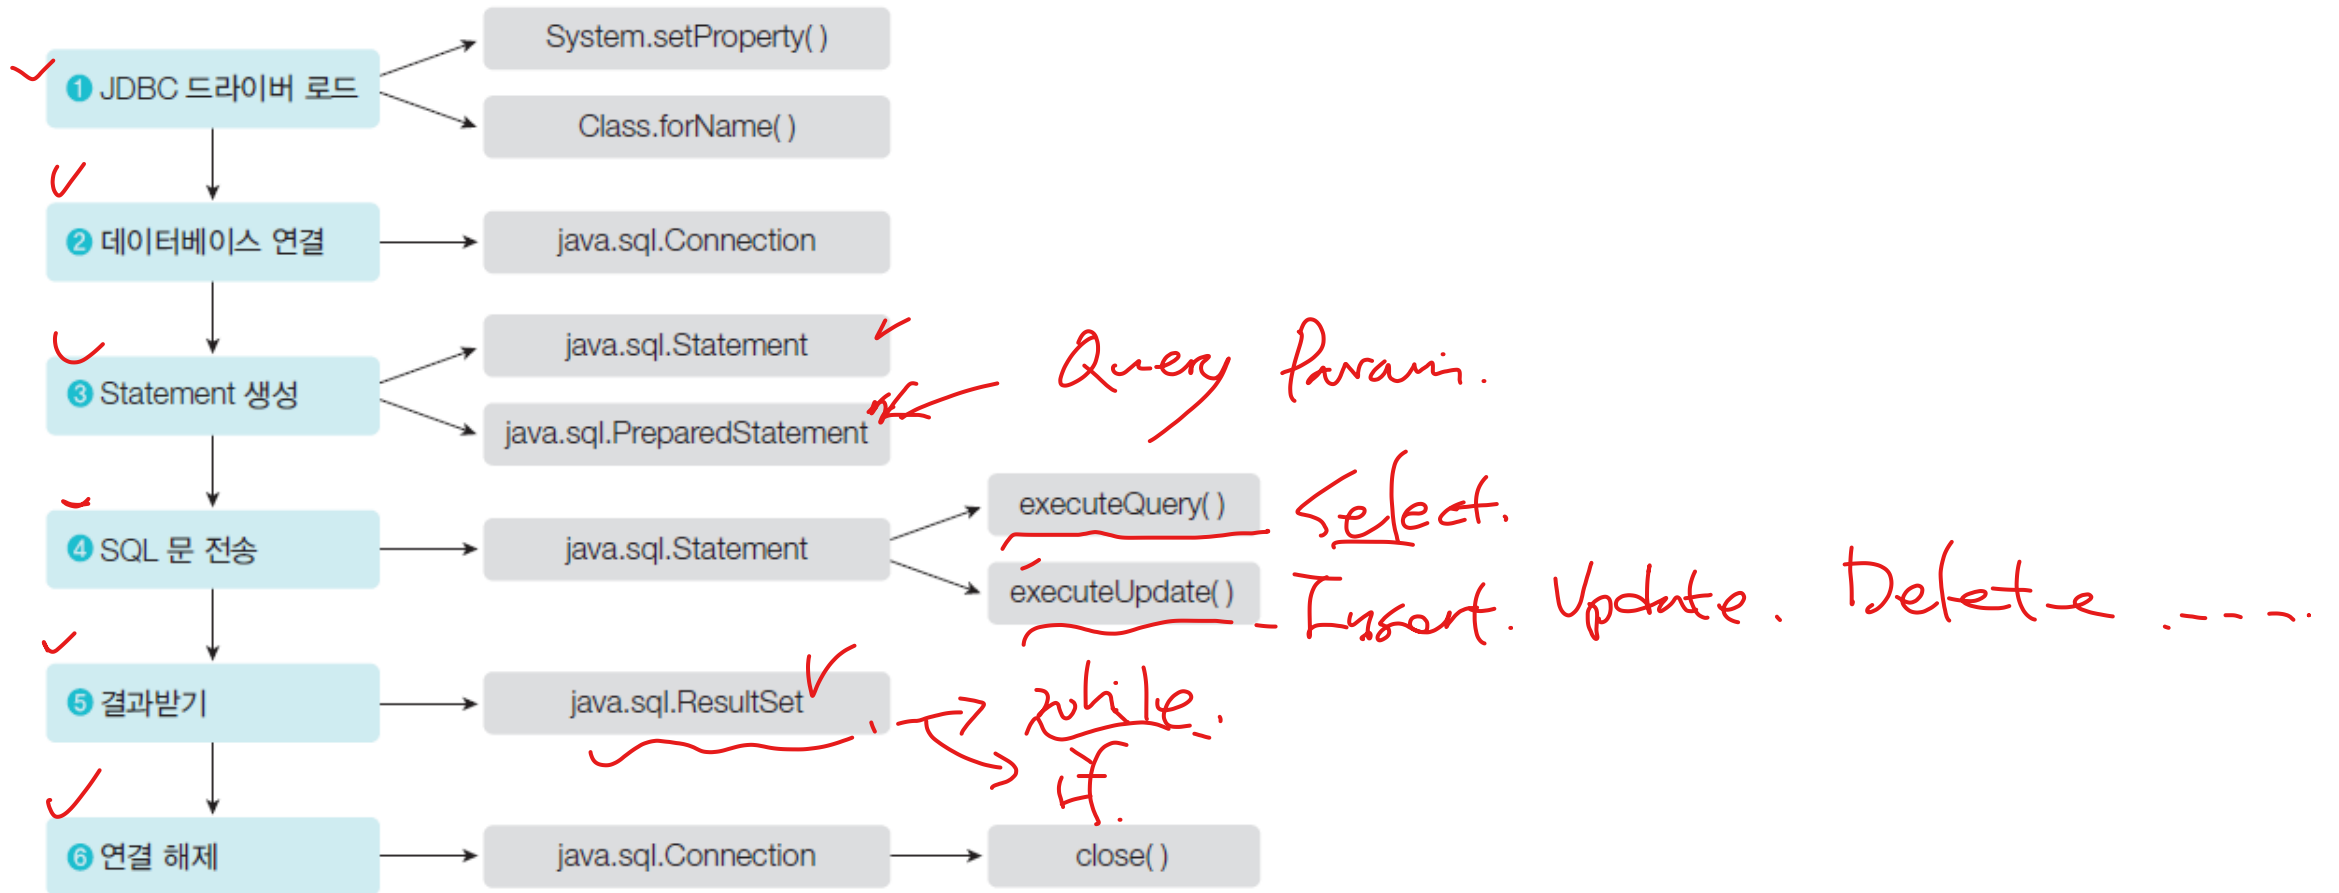 System.setProperty( )
❶ JDBC 드라이버 로드
Class.forName( )
❷ 데이터베이스 연결
java.sql.Connection
java.sql.Statement
Query Param.
❸ Statement 생성
java.sql.PreparedStatement
executeQuery( ) Select.
❹ SQL 문 전송
java.sql.Statement
executeUpdate( ) Insert. Update. Delete .....
❺ 결과받기
java.sql.ResultSet
while.
if.
❻ 연결 해제
java.sql.Connection
close( )